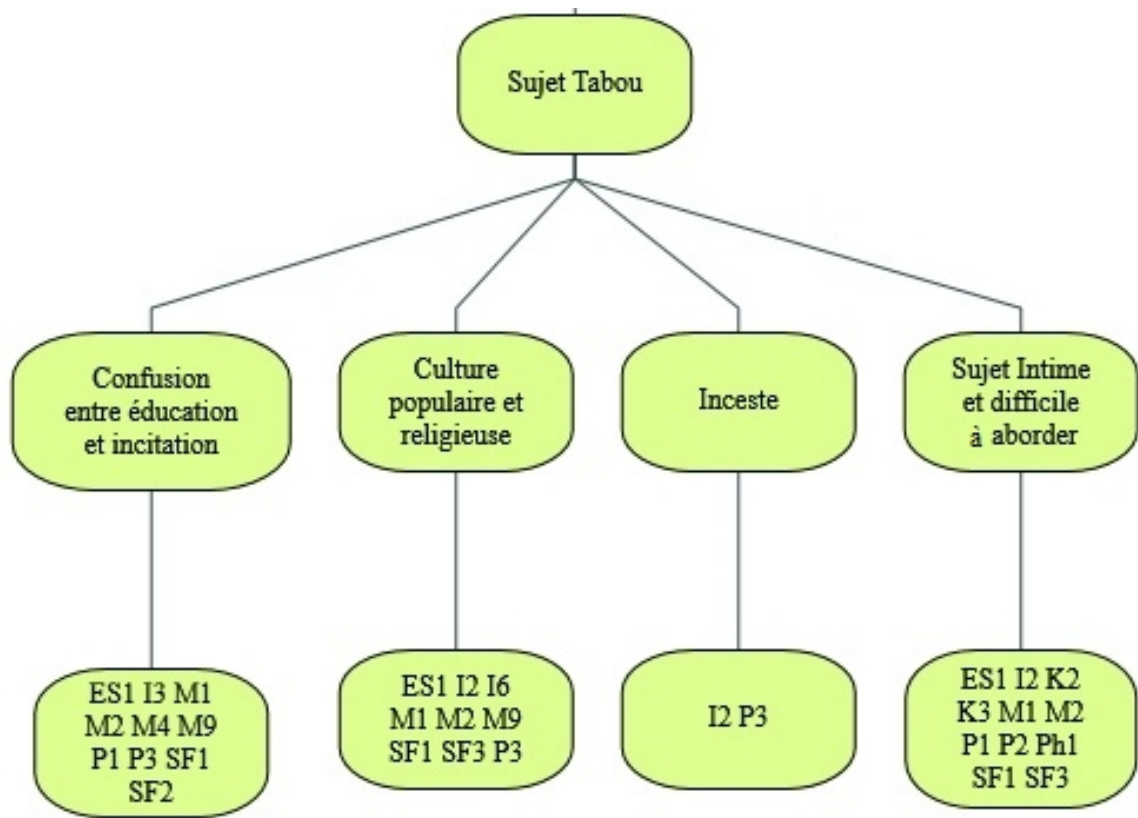 Sujet Tabou
Confusion
entre éducation
et incitation
Culture
populaire et
religieuse
Inceste
Sujet Intime
et difficile
à aborder
ES1 I3 M1
M2 M4 M9
P1 P3 SF1
SF2
ES1 I2 I6
M1 M2 M9
SF1 SF3 P3
I2 P3
ES1 I2 K2
K3 M1 M2
P1 P2 Ph1
SF1 SF3